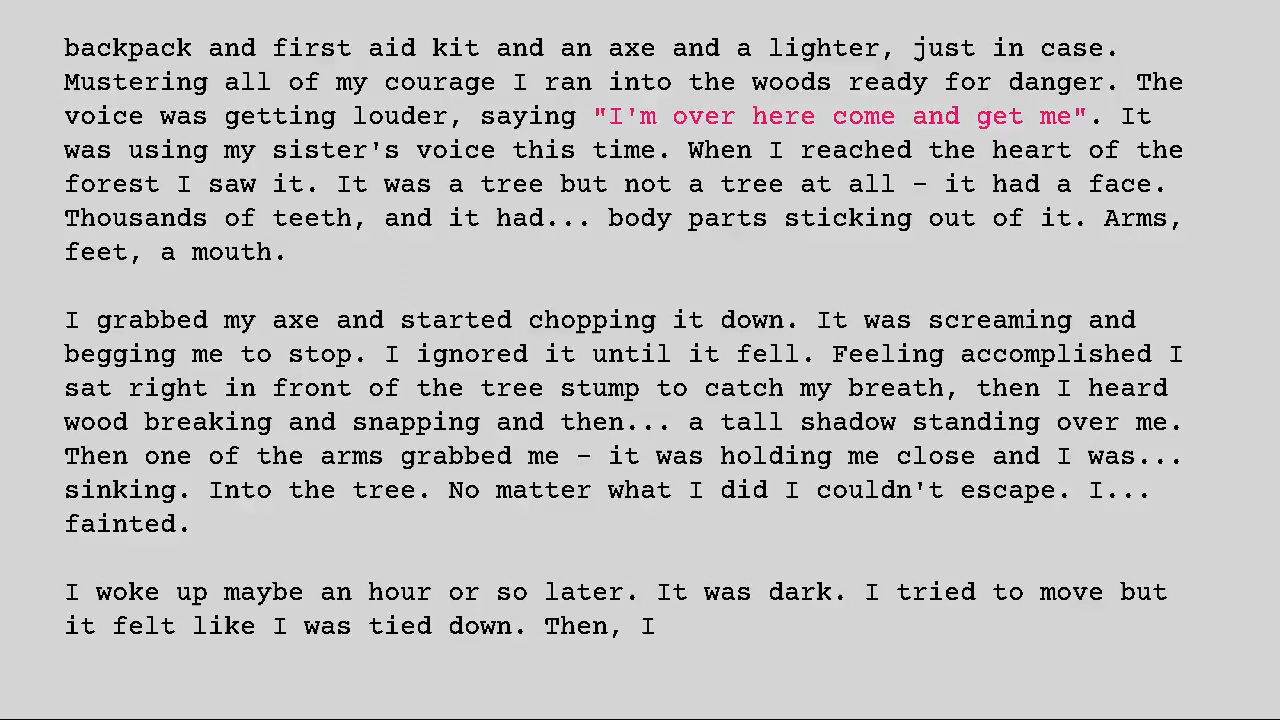 backpack and first aid kit and an axe and a lighter, just in case.
Mustering all of my courage I ran into the woods ready for danger. The
voice was getting louder, saying "I'm over here come and get me". It
was using my sister's voice this time. When I reached the heart of the
forest I saw it. It was a tree but not a tree at all - it had a face.
Thousands of teeth, and it had... body parts sticking out of it. Arms,
feet, a mouth.
I grabbed my axe and started chopping it down. It was screaming and
begging me to stop. I ignored it until it fell. Feeling accomplished I
sat right in front of the tree stump to catch my breath, then I heard
wood breaking and snapping and then... a tall shadow standing over me.
Then one of the arms grabbed me - it was holding me close and I was...
sinking. Into the tree. No matter what I did I couldn't escape. I...
fainted.
I woke up maybe an hour or so later. It was dark. I tried to move but
it felt like I was tied down. Then, I